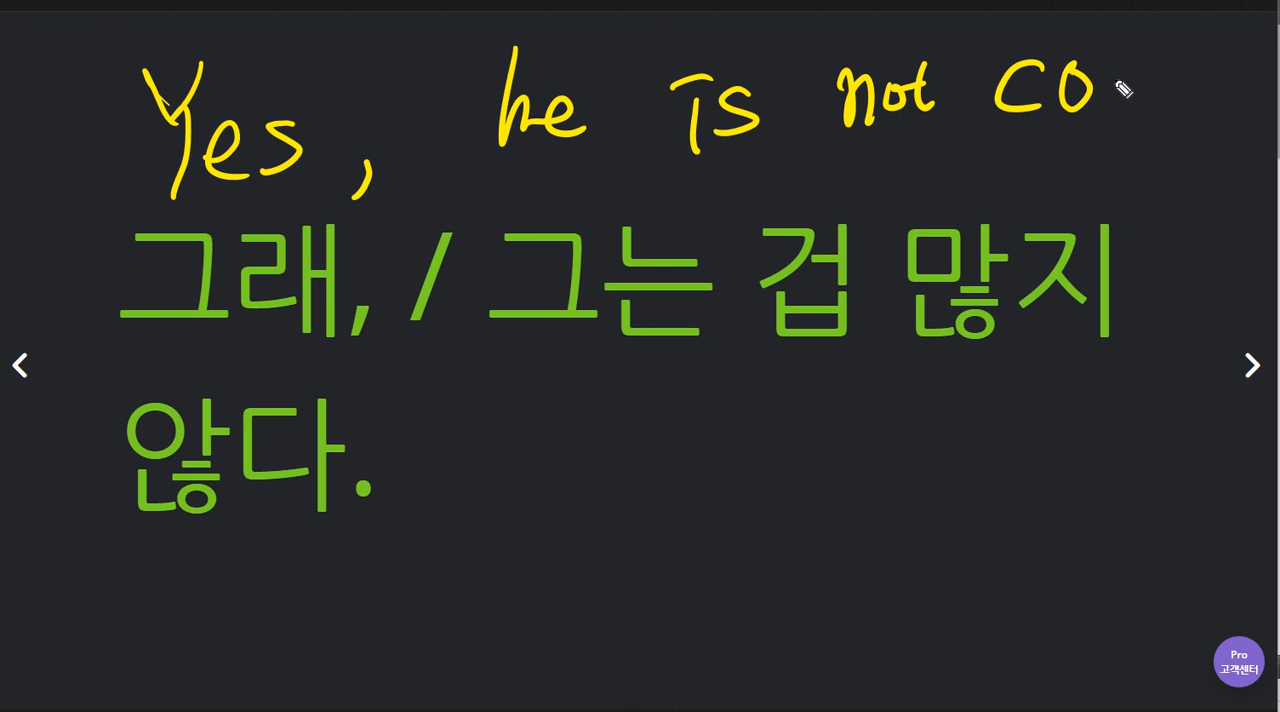 Yes, he is not co
그래, / 그는 겁 많지
않다.
Pro
고객센터